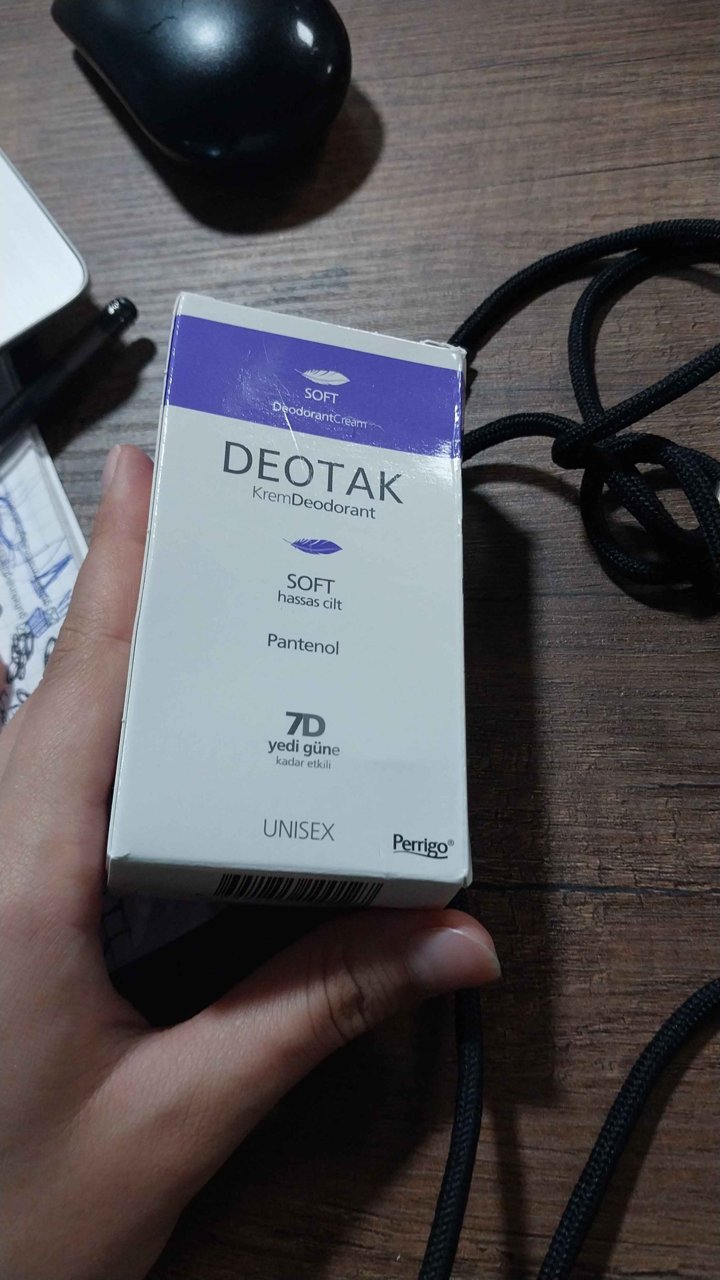 SOFT
DeodorantCream
DEOTAK
KremDeodorant
SOFT
hassas cilt
Pantenol
7D
yedi güne
kadar etkili
UNISEX
Perrigo®